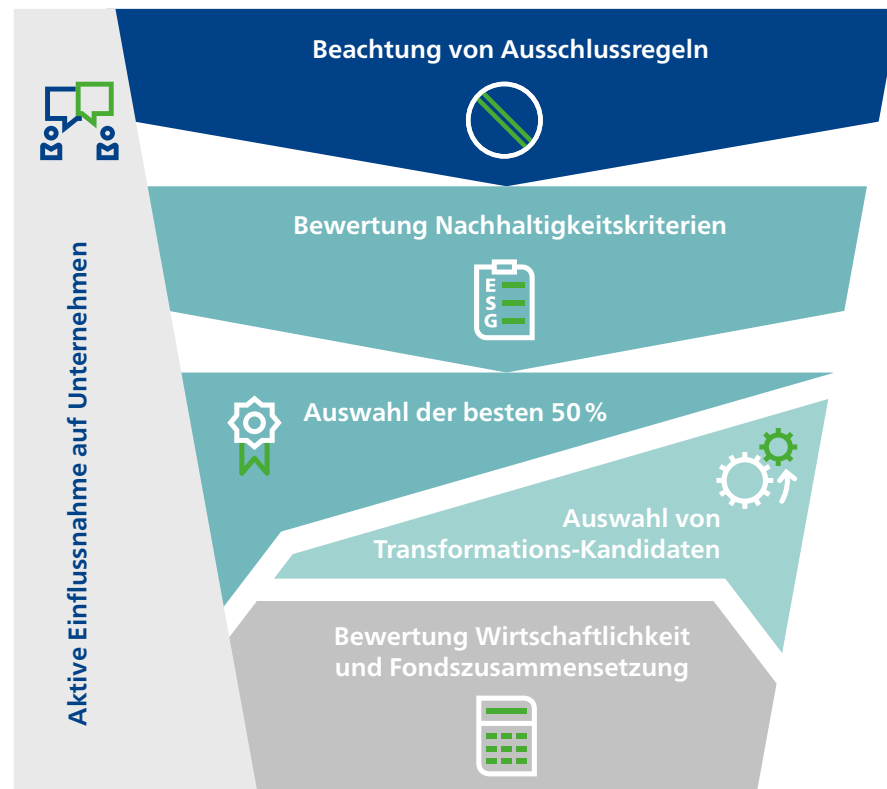 Beachtung von Ausschlussregeln
Bewertung Nachhaltigkeitskriterien
E
S
G
Auswahl der besten 50 %
Auswahl von
Transformations-Kandidaten
Bewertung Wirtschaftlichkeit
und Fondszusammensetzung
Aktive Einflussnahme auf Unternehmen